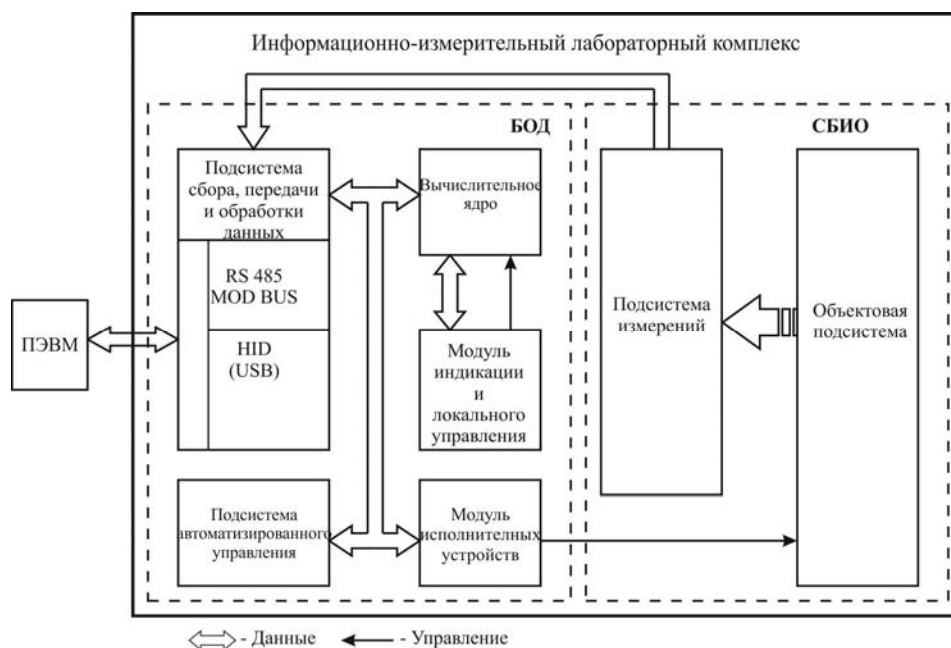 Информационно-измерительный лабораторный комплекс
БОД
СБИО
Подсистема
сбора, передачи
и обработки
данных
RS 485
MOD BUS
HID
(USB)
Вычислительное
ядро
Модуль
индикации
и
локального
управления
Подсистема
измерений
Объектовая
подсистема
ПЭВМ
Подсистема
автоматизированного
управления
Модуль
исполнителных
устройств
- Данные
- Управление